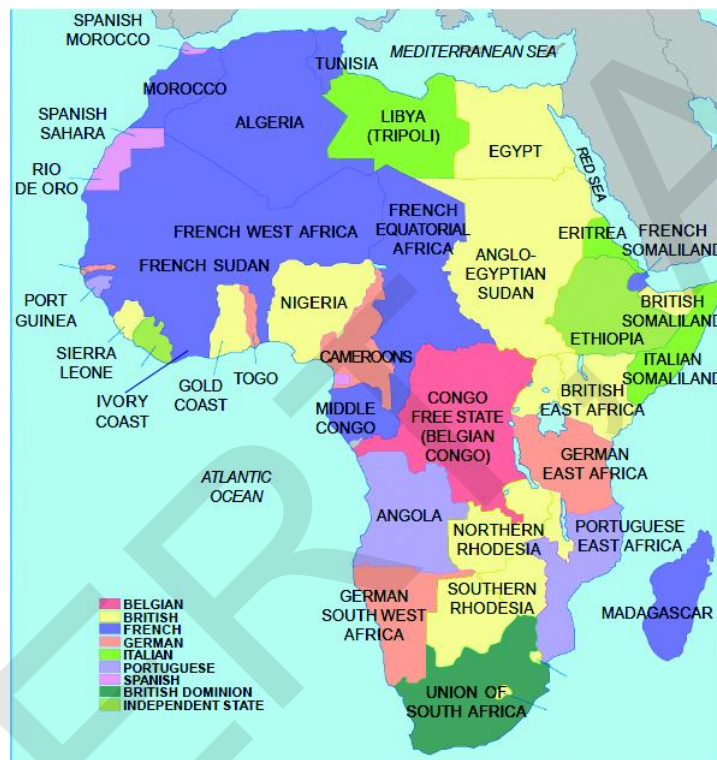 SPANISH
MOROCCO
MEDITERRANEAN SEA
TUNISIA
MOROCCO
SPANISH
SAHARA
ALGERIA
LIBYA
(TRIPOLI)
EGYPT
RED SEA
RIO
DE ORO
FRENCH WEST AFRICA
FRENCH
EQUATORIAL
AFRICA
ERITREA
FRENCH
SOMALILAND
FRENCH SUDAN
ANGLO-
EGYPTIAN
SUDAN
PORT
GUINEA
NIGERIA
BRITISH
SOMALILAND
ETHIOPIA
SIERRA
LEONE
CAMEROONS
ITALIAN
SOMALILAND
IVORY
COAST
GOLD
COAST
TOGO
MIDDLE
CONGO
CONGO
FREE STATE
(BELGIAN
CONGO)
BRITISH
EAST AFRICA
GERMAN
EAST AFRICA
ATLANTIC
OCEAN
ANGOLA
NORTHERN
RHODESIA
PORTUGUESE
EAST AFRICA
GERMAN
SOUTH WEST
AFRICA
SOUTHERN
RHODESIA
MADAGASCAR
UNION OF
SOUTH AFRICA
BELGIAN
BRITISH
FRENCH
GERMAN
ITALIAN
PORTUGUESE
SPANISH
BRITISH DOMINION
INDEPENDENT STATE